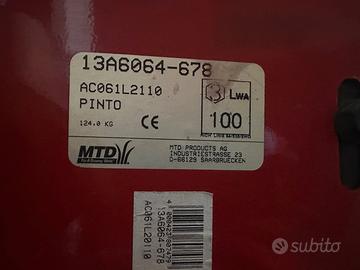 13A6064-678
AC061L2110
PINTO
124.0 KG
CE
LWA
100
MTD
MTD PRODUCTS AG
INDUSTRIESTRASSE 23
D-66129 SAARBRUECKEN
13A6064-678
AC061L20110
subito